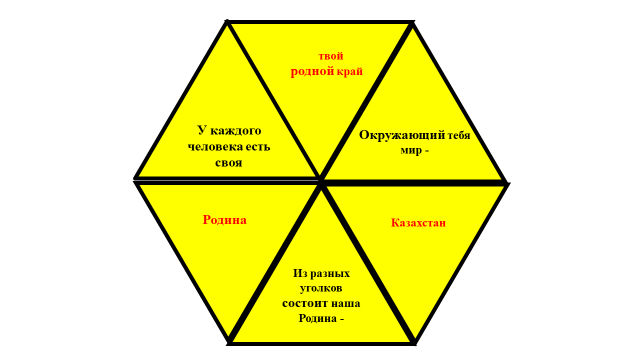 твой
родной край
У каждого
человека есть
своя
Окружающий тебя
мир -
Родина
Казахстан
Из разных
уголков
состоит наша
Родина -